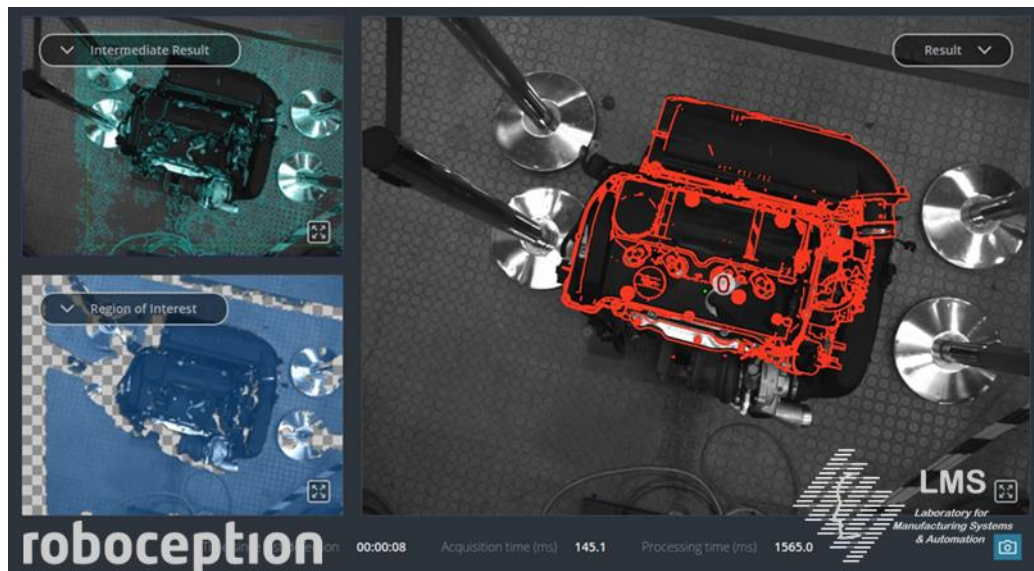 Intermediate Result
Result
Region of Interest
0
LMS
Laboratory for
Manufacturing Systems
& Automation
roboception
00:00:08
Acquisition time (ms)
145.1
Processing time (ms)
1565.0